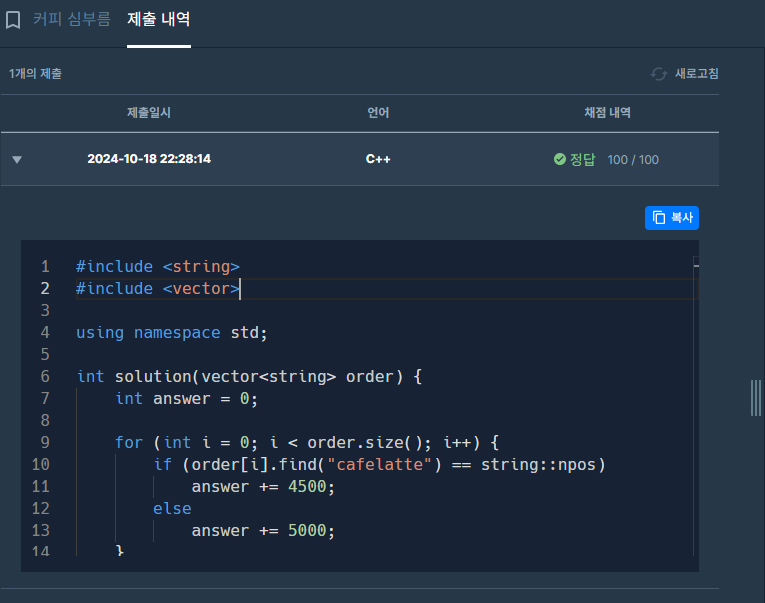 커피 심부름 제출 내역
1개의 제출 새로고침
제출일시 언어 채점 내역
2024-10-18 22:28:14 C++ 정답 100 / 100
복사
1 #include <string>
2 #include <vector>
3
4 using namespace std;
5
6 int solution(vector<string> order) {
7 int answer = 0;
8
9 for (int i = 0; i < order.size(); i++) {
10 if (order[i].find("cafelatte") == string::npos)
11 answer += 4500;
12 else
13 answer += 5000;
14 }